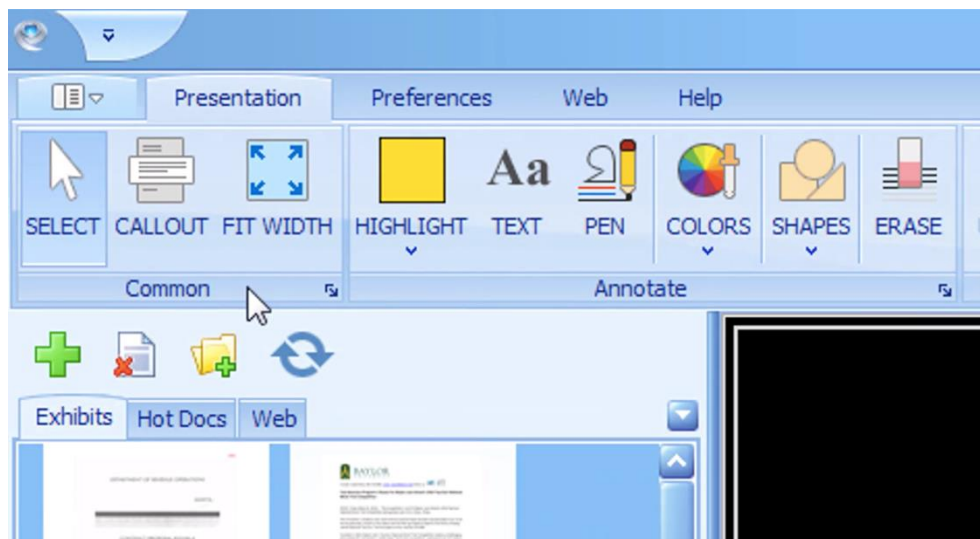 Presentation Preferences Web Help
SELECT CALLOUT FIT WIDTH HIGHLIGHT Aa TEXT PEN COLORS SHAPES ERASE
Common Annotate
Exhibits Hot Docs Web
BAYLOR